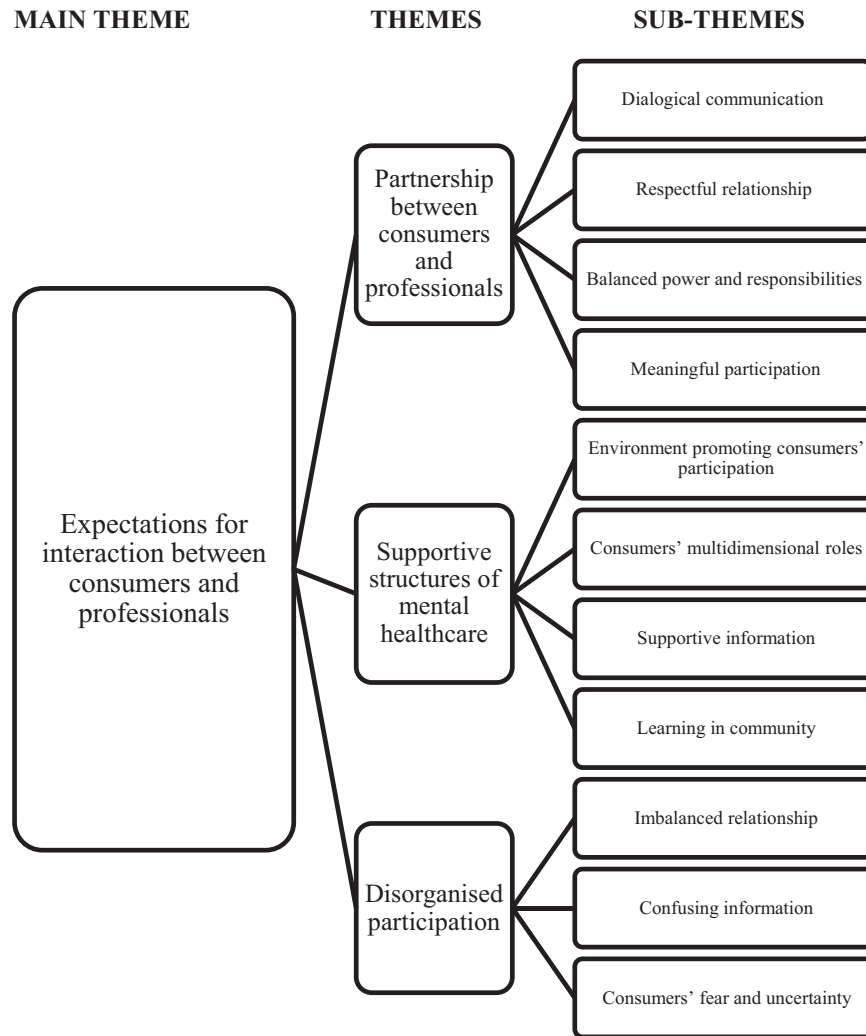 MAIN THEME
THEMES
SUB-THEMES
Expectations for
interaction between
consumers and
professionals
Partnership
between
consumers
and
professionals
Dialogical communication
Respectful relationship
Balanced power and responsibilities
Meaningful participation
Supportive
structures of
mental
healthcare
Environment promoting consumers’
participation
Consumers’ multidimensional roles
Supportive information
Learning in community
Disorganised
participation
Imbalanced relationship
Confusing information
Consumers’ fear and uncertainty